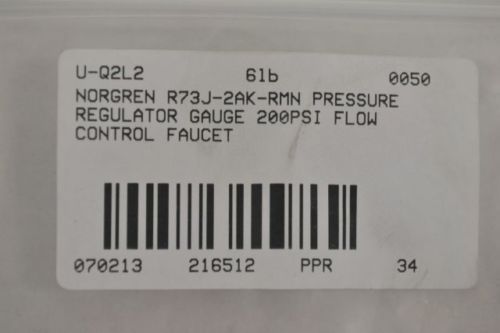 U-Q2L2 61b 0050
NORGREN R73J-2AK-RMN PRESSURE
REGULATOR GAUGE 200PSI FLOW
CONTROL FAUCET
070213 216512 PPR 34